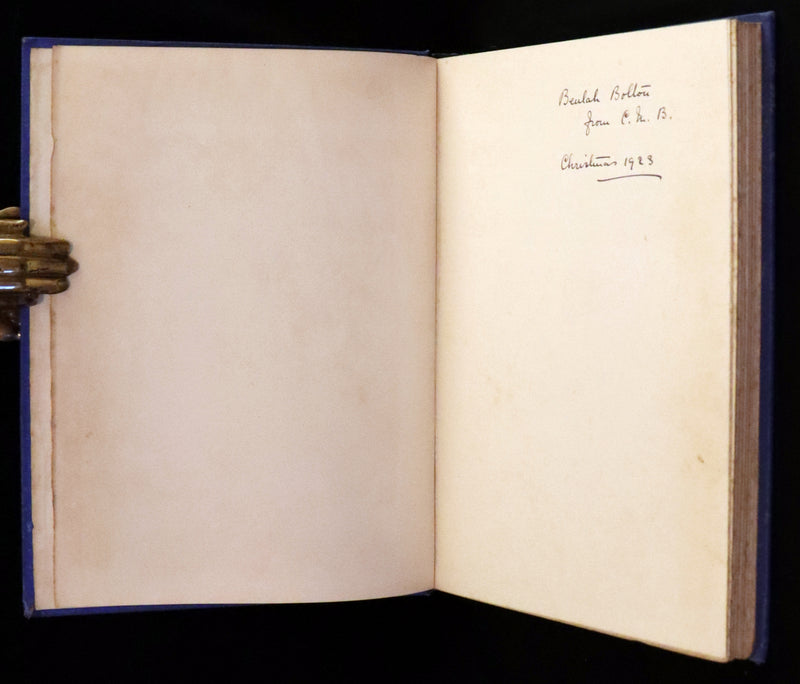 Beulah Bolton
from C. M. B.
Christmas 1923